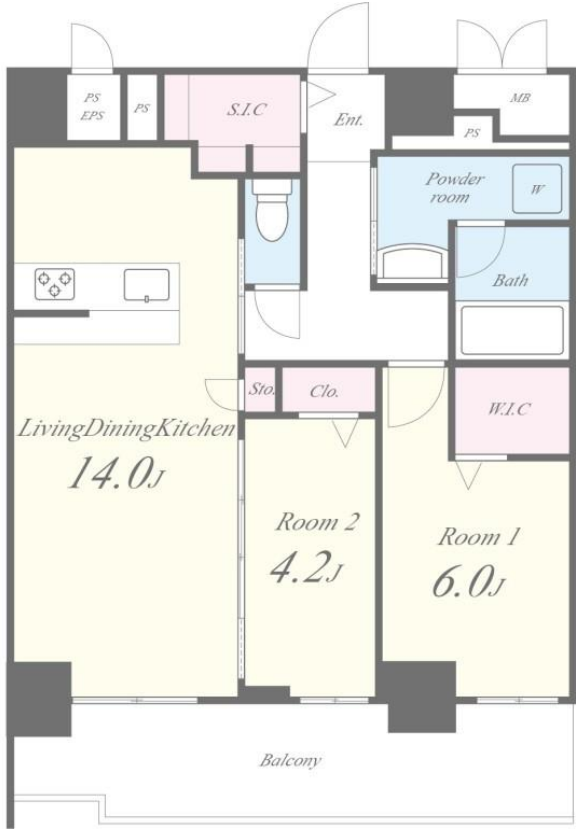 PS
EPS
PS
S.I.C
Ent.
MB
PS
Powder
room
W
Bath
Sto.
Clo.
W.I.C
LivingDiningKitchen
14.0J
Room 2
4.2J
Room 1
6.0J
Balcony